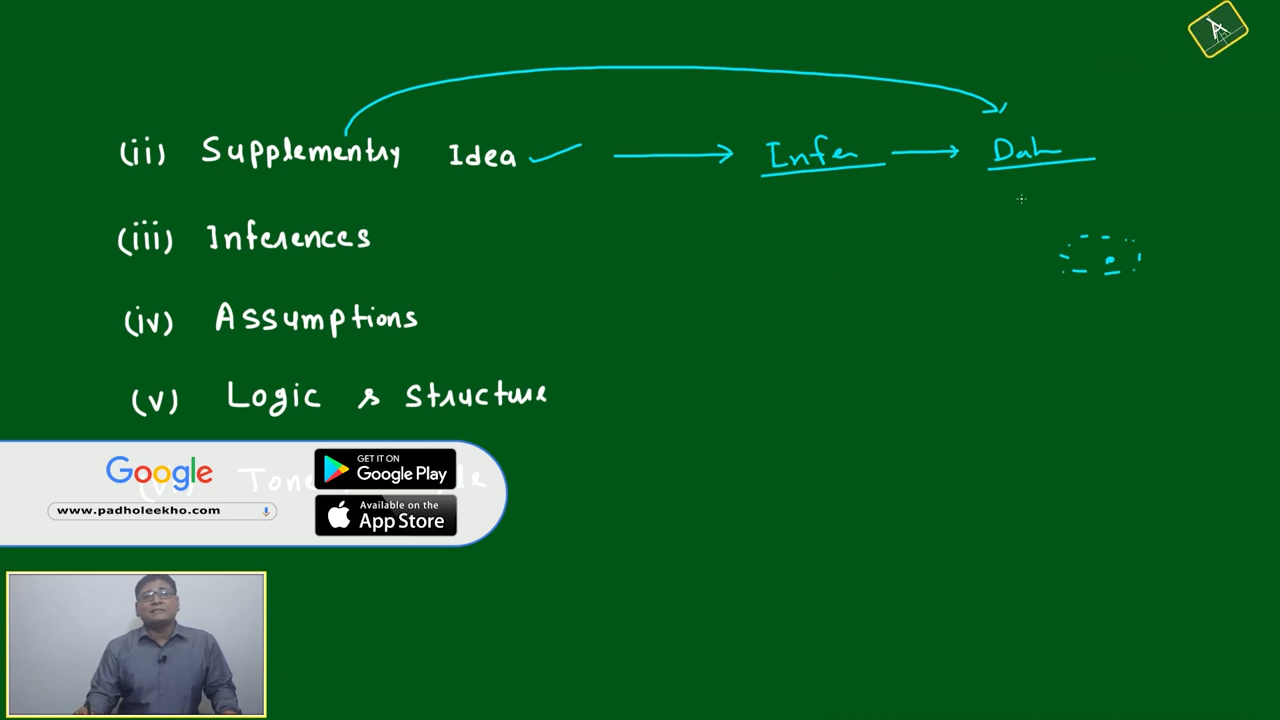 (ii) Supplementry Idea Infer
(iii) Inferences
(iv) Assumptions
(v) Logic & Structure
Google
www.padholeekho.com
GET IT ON
Google Play
Available on the
App Store
Tone